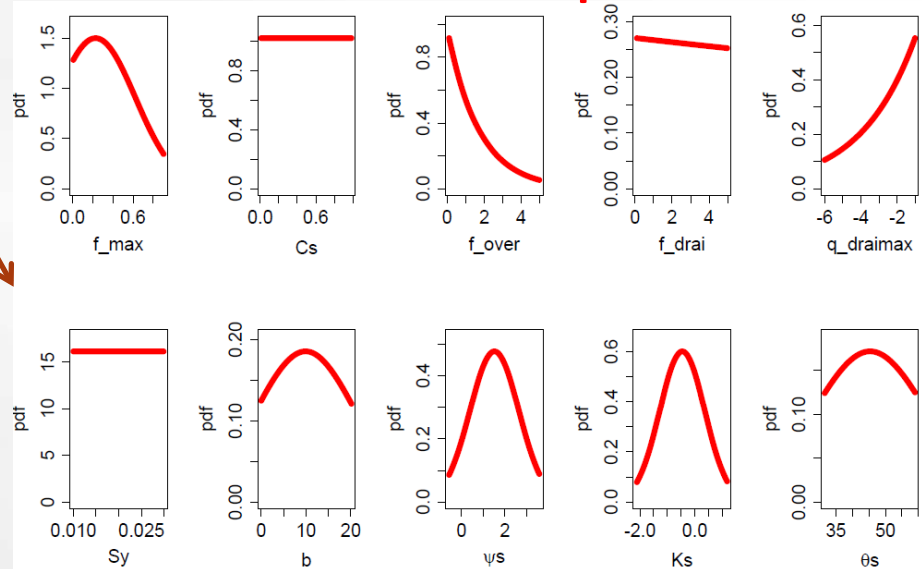 pdf
0.0 0.5 1.0 1.5
0.0 0.6
f_max
pdf
0.0 0.4 0.8
0.0 0.6
Cs
pdf
0.0 0.4 0.8
0 2 4
f_over
pdf
0.00 0.10 0.20 0.30
0 2 4
f_drai
pdf
0.0 0.2 0.4 0.6
-6 -4 -2
q_draimax
pdf
0 5 10 15
0.010 0.025
Sy
pdf
0.00 0.10 0.20
0 10 20
b
pdf
0.0 0.2 0.4
0 2
ψs
pdf
0.0 0.2 0.4 0.6
-2.0 0.0
Ks
pdf
0.00 0.10
35 50
θs